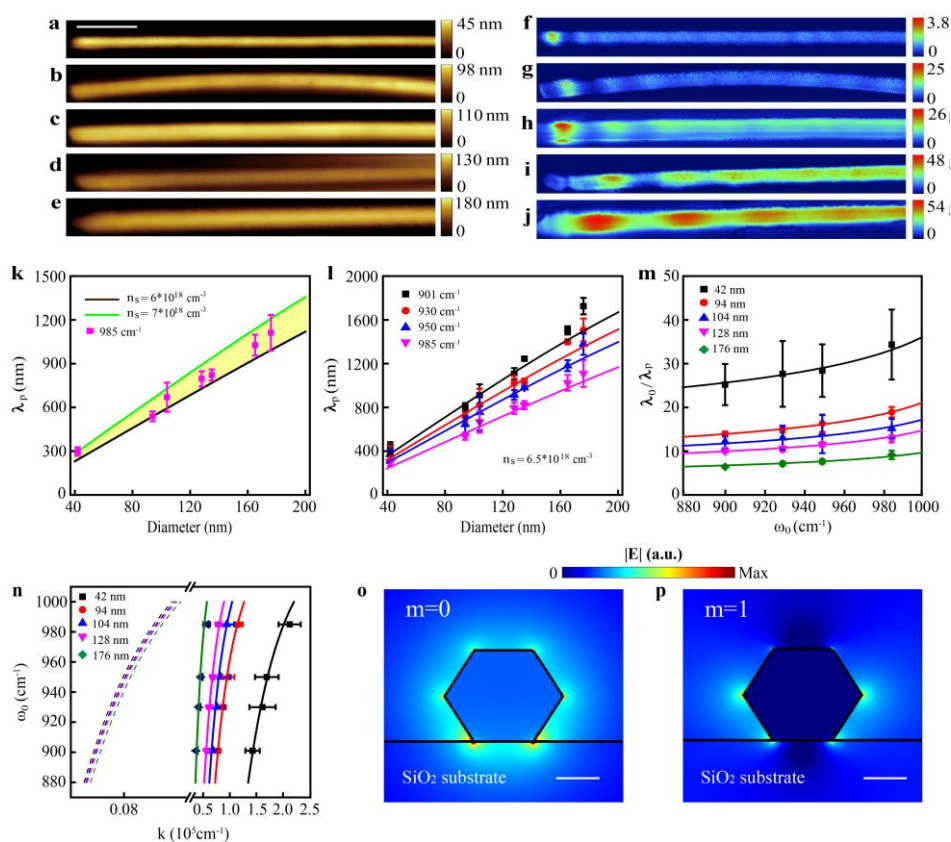 a
45 nm
0
b
98 nm
0
c
110 nm
0
d
130 nm
0
e
180 nm
0
f
3.8
0
g
25
0
h
26
0
i
48
0
j
54
0
k
1500
1200
900
600
300
0
λp (nm)
ns = 6*10^18 cm^-3
ns = 7*10^18 cm^-3
985 cm^-1
40 80 120 160 200
Diameter (nm)
l
2000
1600
1200
800
400
0
λp (nm)
901 cm^-1
930 cm^-1
950 cm^-1
985 cm^-1
ns = 6.5*10^18 cm^-3
40 80 120 160 200
Diameter (nm)
m
50
40
30
20
10
0
λ0/λp
42 nm
94 nm
104 nm
128 nm
176 nm
880 900 920 940 960 980 1000
ω0 (cm^-1)
n
1000
980
960
940
920
900
880
ω0 (cm^-1)
42 nm
94 nm
104 nm
128 nm
176 nm
0.08 0.5 1.0 1.5 2.0 2.5
k (10^5cm^-1)
|E| (a.u.)
0 Max
o
m=0
SiO2 substrate
p
m=1
SiO2 substrate